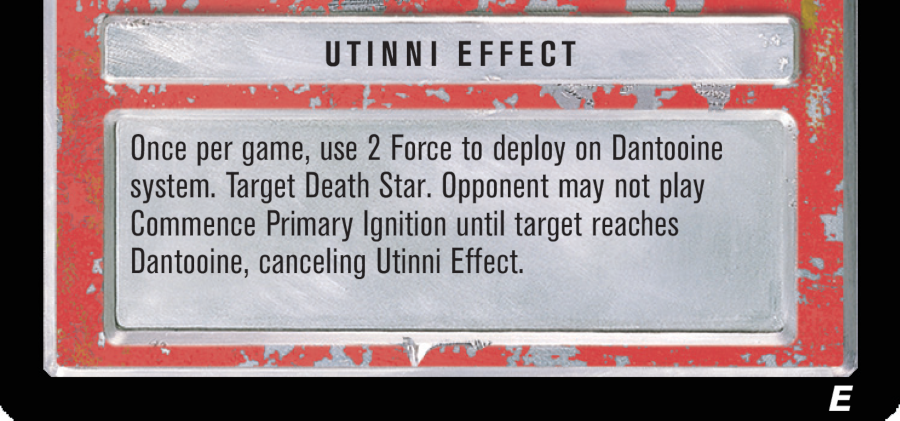 UTINNI EFFECT
Once per game, use 2 Force to deploy on Dantooine
system. Target Death Star. Opponent may not play
Commence Primary Ignition until target reaches
Dantooine, canceling Utinni Effect.
E